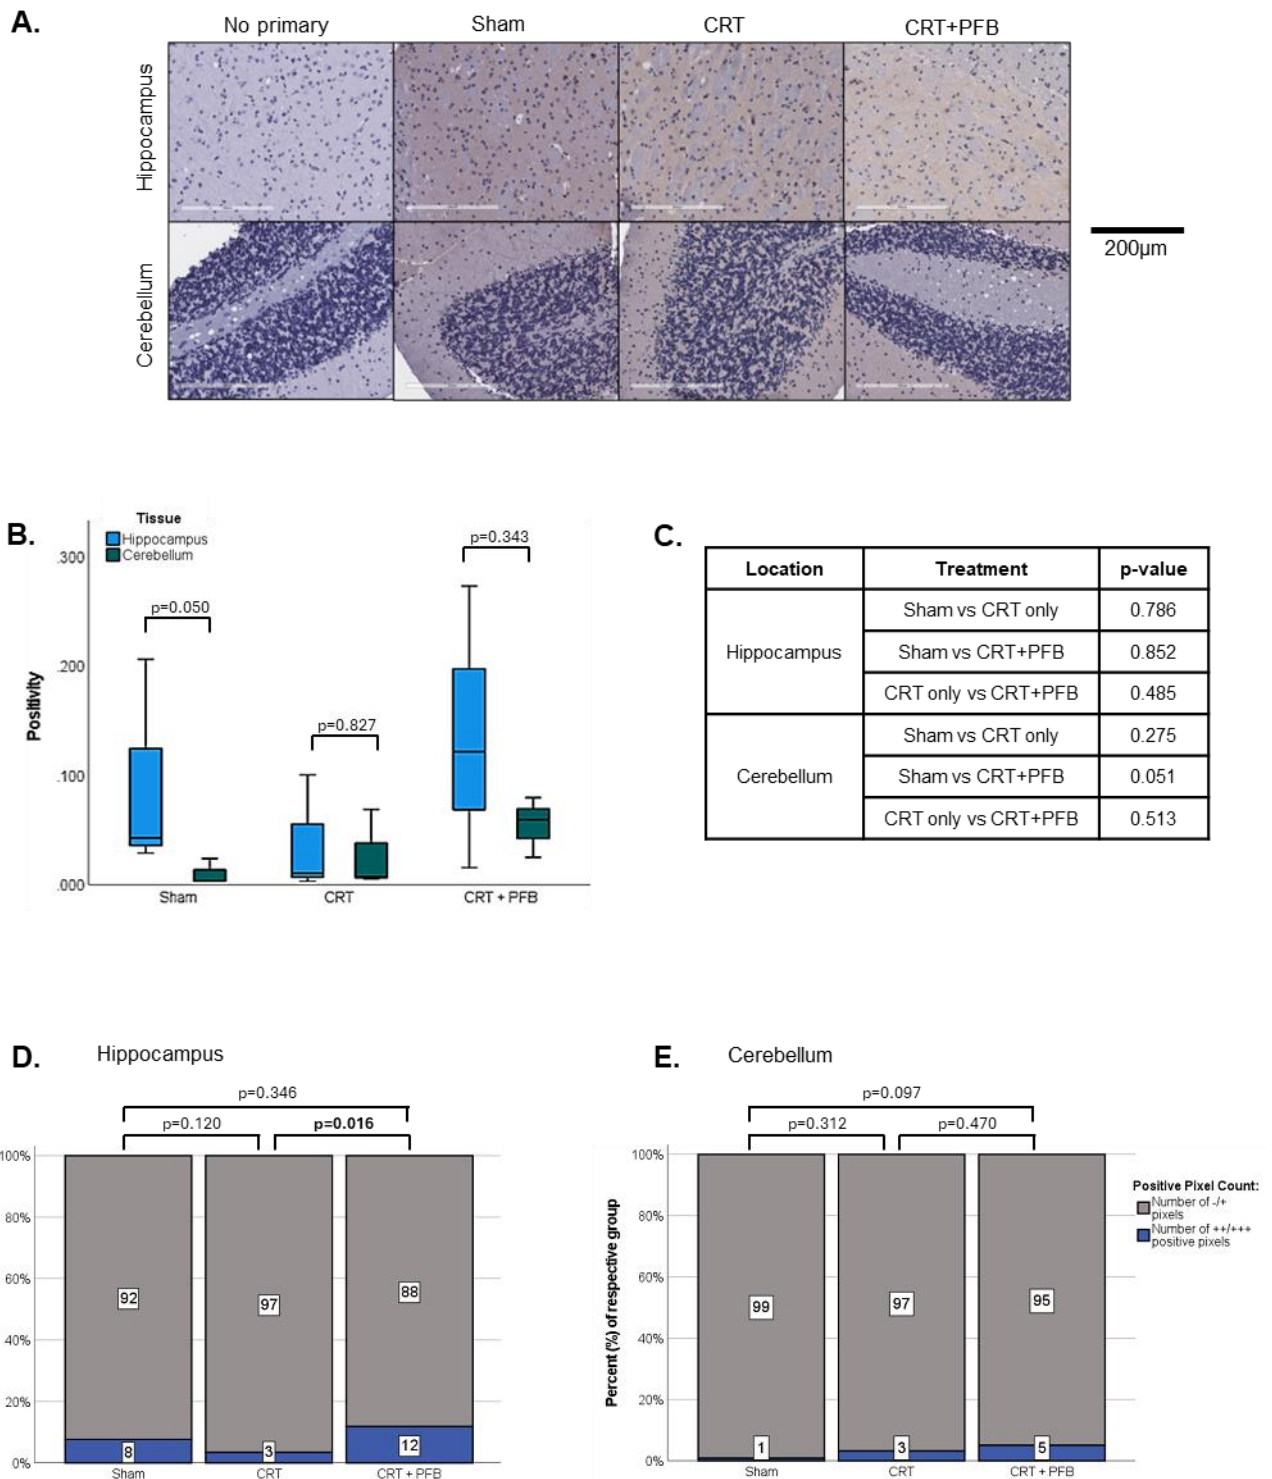 A.
No primary
Sham
CRT
CRT+PFB
Hippocampus
Cerebellum
200μm
B.
Tissue
Hippocampus
Cerebellum
Positivity
.300
.200
.100
.000
p=0.050
p=0.827
p=0.343
Sham
CRT
CRT + PFB
C.
Location Treatment p-value
Hippocampus
Sham vs CRT only 0.786
Sham vs CRT+PFB 0.852
CRT only vs CRT+PFB 0.485
Cerebellum
Sham vs CRT only 0.275
Sham vs CRT+PFB 0.051
CRT only vs CRT+PFB 0.513
D.
Hippocampus
p=0.346
p=0.120
p=0.016
100%
80%
60%
40%
20%
0%
92
97
88
8
3
12
Sham
CRT
CRT + PFB
E.
Cerebellum
p=0.097
p=0.312
p=0.470
Percent (%) of respective group
100%
80%
60%
40%
20%
0%
99
97
95
1
3
5
Sham
CRT
CRT + PFB
Positive Pixel Count:
Number of -/+
pixels
Number of ++/+++
positive pixels